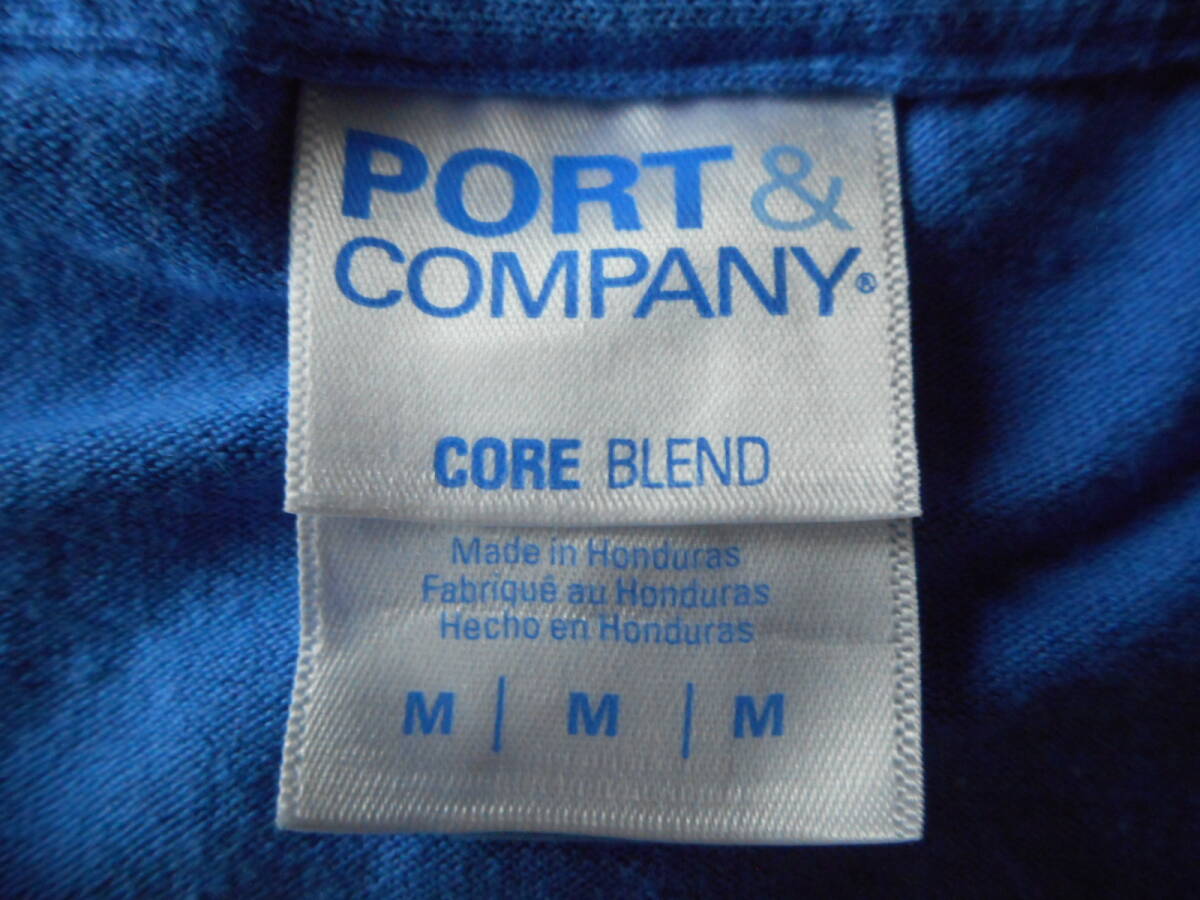 PORT &
COMPANY®
CORE BLEND
Made in Honduras
Fabriqué au Honduras
Hecho en Honduras
M | M | M